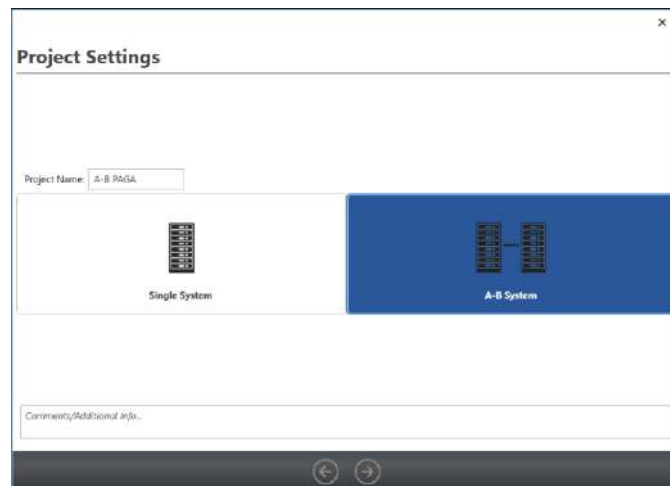 Project Settings
Project Name: A-B PAGA
Single System
A-B System
Comments/Additional info..